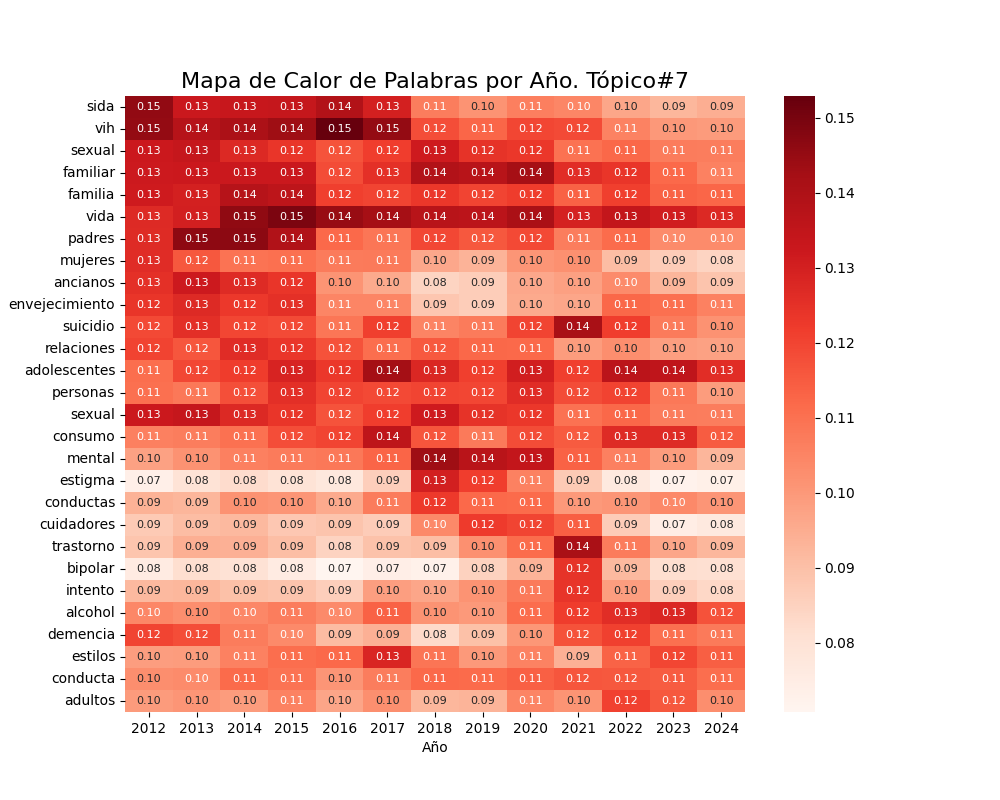 Mapa de Calor de Palabras por Año. Tópico#7
sida 0.15 0.13 0.13 0.13 0.14 0.13 0.11 0.10 0.11 0.10 0.10 0.09 0.09
vih 0.15 0.14 0.14 0.14 0.15 0.15 0.12 0.11 0.12 0.12 0.11 0.10 0.10
sexual 0.13 0.13 0.13 0.12 0.12 0.12 0.13 0.12 0.12 0.11 0.11 0.11 0.11
familiar 0.13 0.13 0.13 0.13 0.12 0.13 0.14 0.14 0.14 0.13 0.12 0.11 0.11
familia 0.13 0.13 0.14 0.14 0.12 0.12 0.12 0.12 0.12 0.11 0.12 0.11 0.11
vida 0.13 0.13 0.15 0.15 0.14 0.14 0.14 0.14 0.14 0.13 0.13 0.13 0.13
padres 0.13 0.15 0.15 0.14 0.11 0.11 0.12 0.12 0.12 0.11 0.11 0.10 0.10
mujeres 0.13 0.12 0.11 0.11 0.11 0.11 0.10 0.09 0.10 0.10 0.09 0.09 0.08
ancianos 0.13 0.13 0.13 0.12 0.10 0.10 0.08 0.09 0.10 0.10 0.10 0.09 0.09
envejecimiento 0.12 0.13 0.12 0.13 0.11 0.11 0.09 0.09 0.10 0.10 0.11 0.11 0.11
suicidio 0.12 0.13 0.12 0.12 0.11 0.12 0.11 0.11 0.12 0.14 0.12 0.11 0.10
relaciones 0.12 0.12 0.13 0.12 0.12 0.11 0.12 0.11 0.11 0.10 0.10 0.10 0.10
adolescentes 0.11 0.12 0.12 0.13 0.12 0.14 0.13 0.12 0.13 0.12 0.14 0.14 0.13
personas 0.11 0.11 0.12 0.13 0.12 0.12 0.12 0.12 0.13 0.12 0.12 0.11 0.10
sexual 0.13 0.13 0.13 0.12 0.12 0.12 0.13 0.12 0.12 0.11 0.11 0.11 0.11
consumo 0.11 0.11 0.11 0.12 0.12 0.14 0.12 0.11 0.12 0.12 0.13 0.13 0.12
mental 0.10 0.10 0.11 0.11 0.11 0.11 0.14 0.14 0.13 0.11 0.11 0.10 0.09
estigma 0.07 0.08 0.08 0.08 0.08 0.09 0.13 0.12 0.11 0.09 0.08 0.07 0.07
conductas 0.09 0.09 0.10 0.10 0.10 0.11 0.12 0.11 0.11 0.10 0.10 0.10 0.10
cuidadores 0.09 0.09 0.09 0.09 0.09 0.09 0.10 0.12 0.12 0.11 0.09 0.07 0.08
trastorno 0.09 0.09 0.09 0.09 0.08 0.09 0.09 0.10 0.11 0.14 0.11 0.10 0.09
bipolar 0.08 0.08 0.08 0.08 0.07 0.07 0.07 0.08 0.09 0.12 0.09 0.08 0.08
intento 0.09 0.09 0.09 0.09 0.09 0.10 0.10 0.10 0.11 0.12 0.10 0.09 0.08
alcohol 0.10 0.10 0.10 0.11 0.10 0.11 0.10 0.10 0.11 0.12 0.13 0.13 0.12
demencia 0.12 0.12 0.11 0.10 0.09 0.09 0.08 0.09 0.10 0.12 0.12 0.11 0.11
estilos 0.10 0.10 0.11 0.11 0.11 0.13 0.11 0.10 0.11 0.09 0.11 0.12 0.11
conducta 0.10 0.10 0.11 0.11 0.10 0.11 0.11 0.11 0.11 0.12 0.12 0.11 0.11
adultos 0.10 0.10 0.10 0.11 0.10 0.10 0.09 0.09 0.11 0.10 0.12 0.12 0.10
2012 2013 2014 2015 2016 2017 2018 2019 2020 2021 2022 2023 2024
Año
0.15
0.14
0.13
0.12
0.11
0.10
0.09
0.08